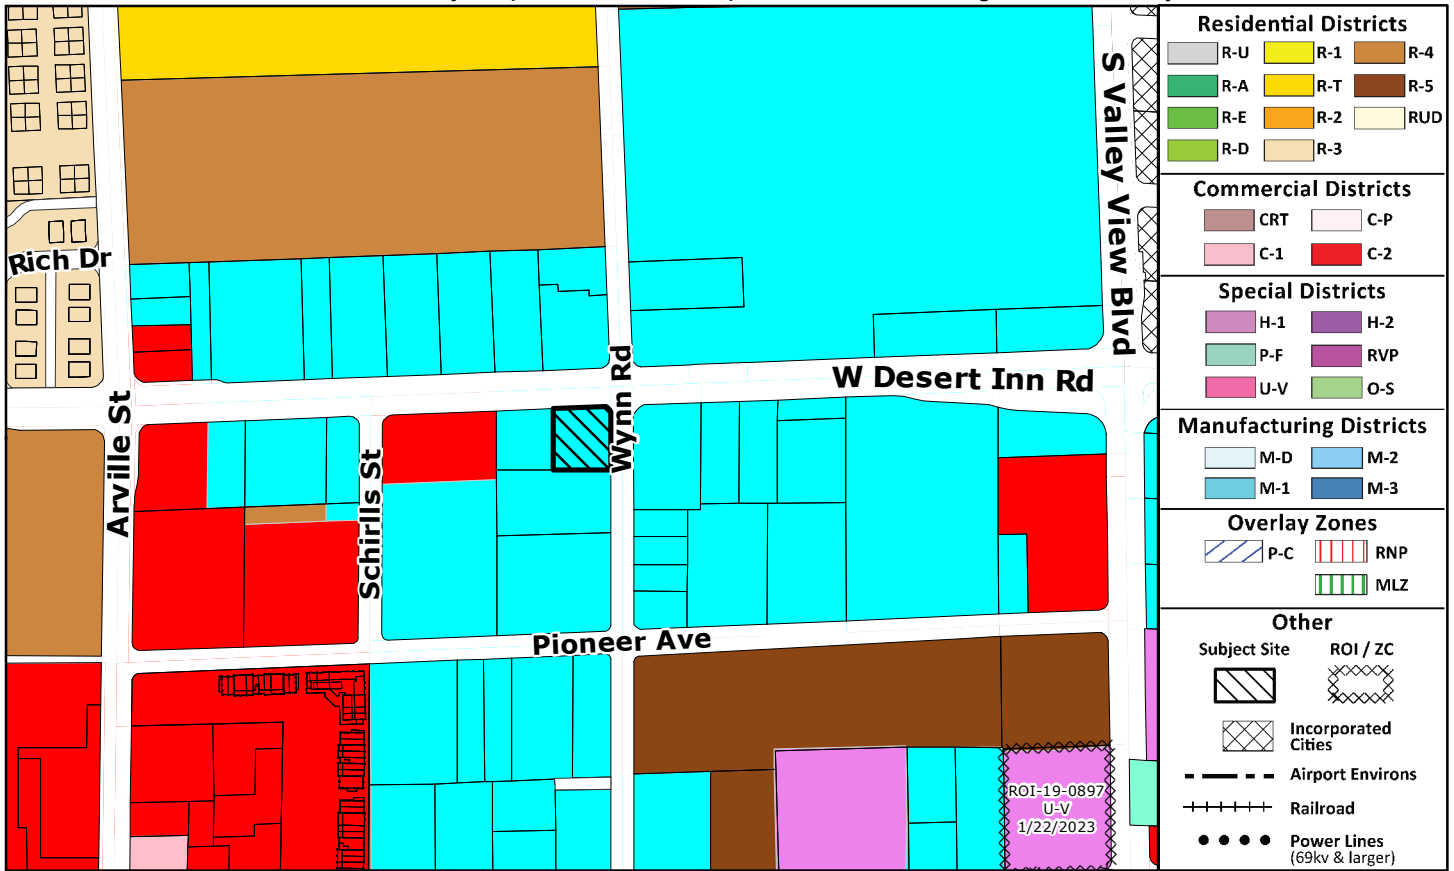 S Valley View Blvd
Rich Dr
W Desert Inn Rd
Wynn Rd
Arville St
Schirlls St
Pioneer Ave
ROI-19-0897
U-V
1/22/2023
Residential Districts
R-U R-1 R-4
R-A R-T R-5
R-E R-2 RUD
R-D R-3
Commercial Districts
CRT C-P
C-1 C-2
Special Districts
H-1 H-2
P-F RVP
U-V O-S
Manufacturing Districts
M-D M-2
M-1 M-3
Overlay Zones
P-C RNP
MLZ
Other
Subject Site ROI / ZC
Incorporated
Cities
Airport Environs
Railroad
Power Lines
(69kv & larger)